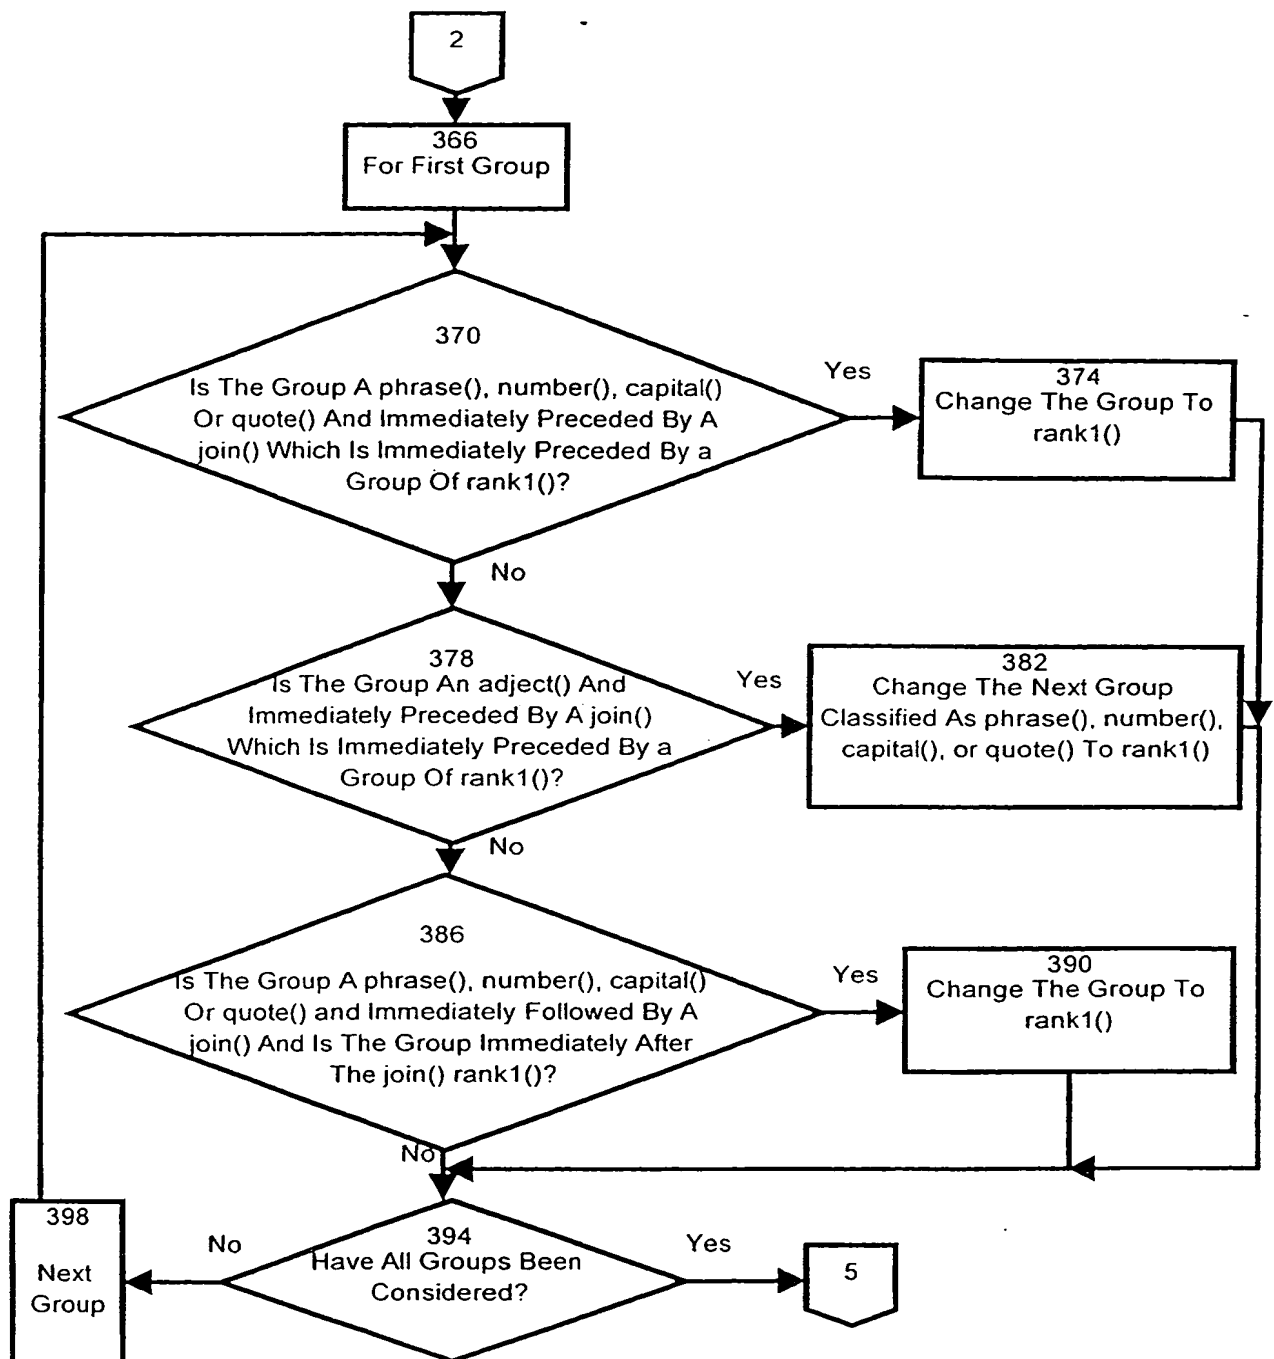 2
366
For First Group
370
Is The Group A phrase(), number(), capital()
Or quote() And Immediately Preceded By A
join() Which Is Immediately Preceded By a
Group Of rank1()?
Yes
374
Change The Group To
rank1()
No
378
Is The Group An adject() And
Immediately Preceded By A join()
Which Is Immediately Preceded By a
Group Of rank1()?
Yes
382
Change The Next Group
Classified As phrase(), number(),
capital(), or quote() To rank1()
No
386
Is The Group A phrase(), number(), capital()
Or quote() and Immediately Followed By A
join() And Is The Group Immediately After
The join() rank1()?
Yes
390
Change The Group To
rank1()
No
394
Have All Groups Been
Considered?
No
398
Next
Group
Yes
5